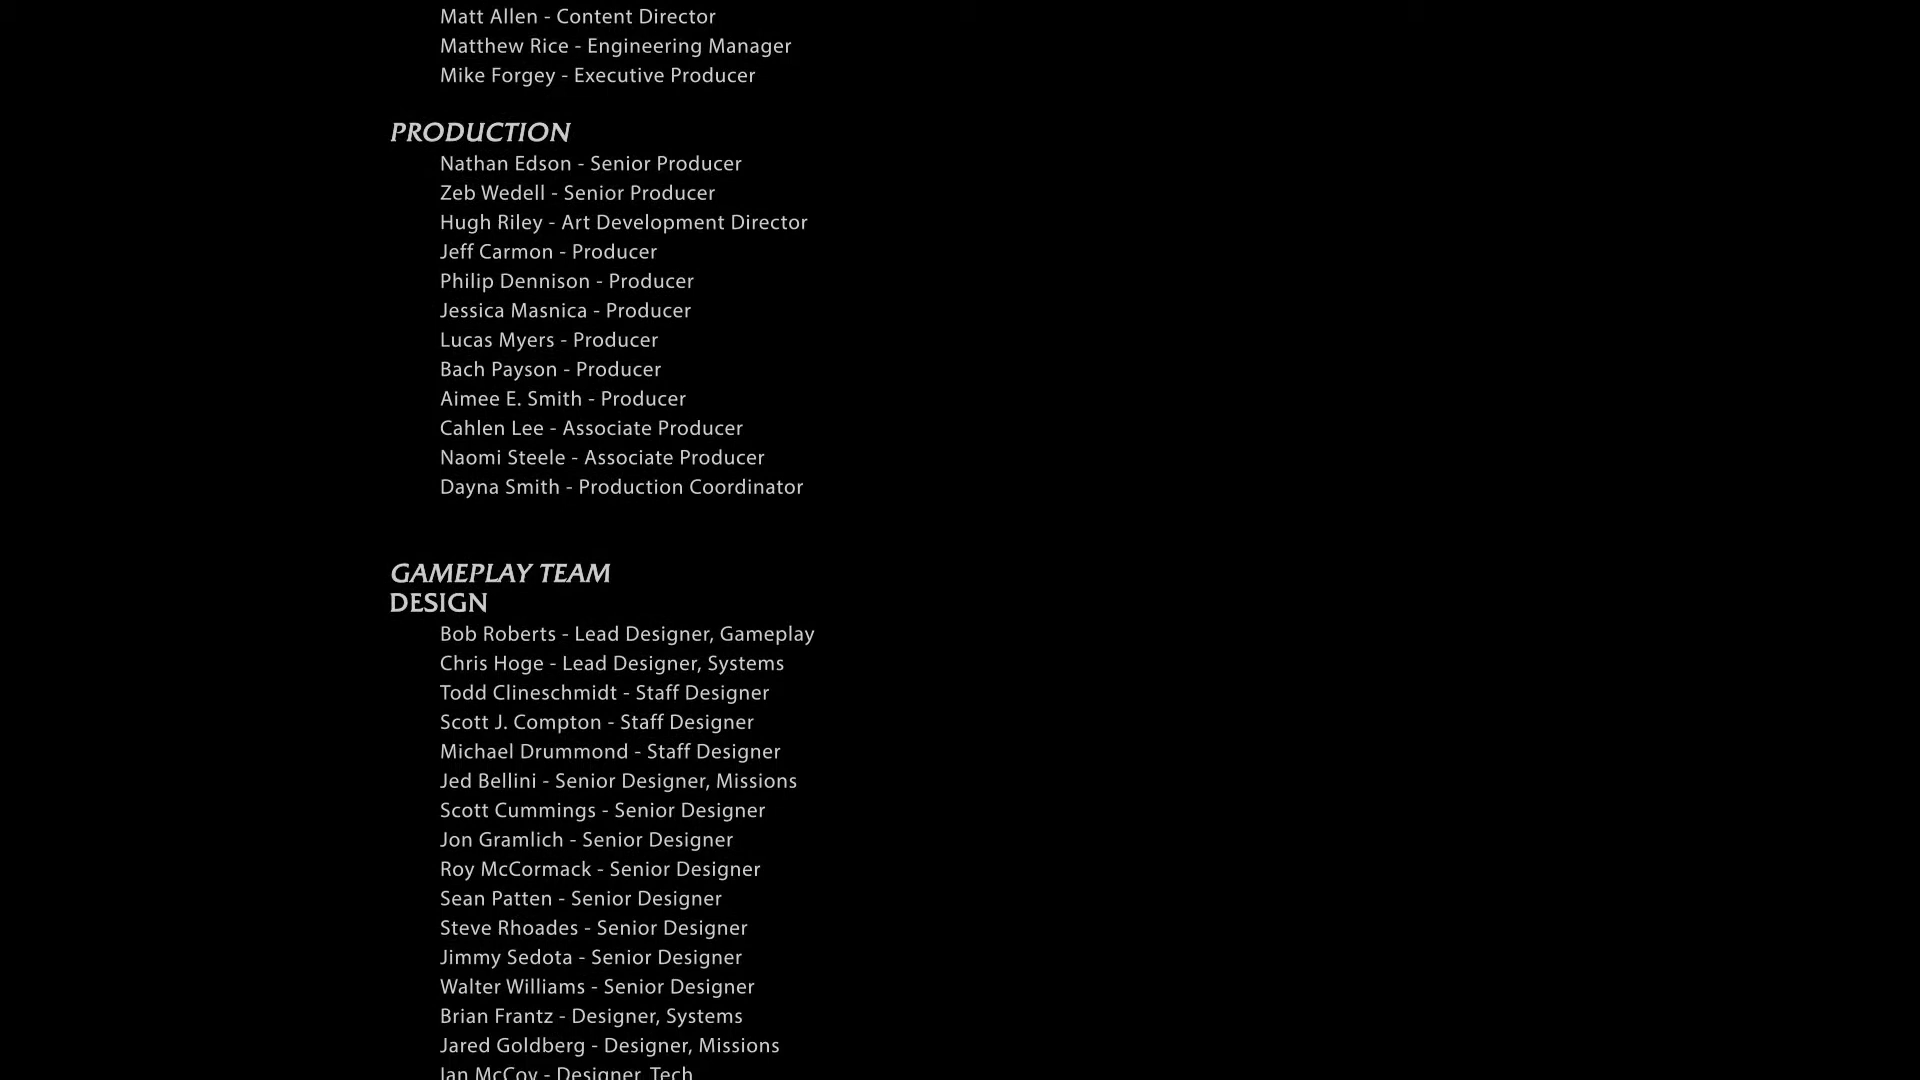 Matt Allen - Content Director
Matthew Rice - Engineering Manager
Mike Forgey - Executive Producer
PRODUCTION
Nathan Edson - Senior Producer
Zeb Wedell - Senior Producer
Hugh Riley - Art Development Director
Jeff Carmon - Producer
Philip Dennison - Producer
Jessica Masnica - Producer
Lucas Myers - Producer
Bach Payson - Producer
Aimee E. Smith - Producer
Cahlen Lee - Associate Producer
Naomi Steele - Associate Producer
Dayna Smith - Production Coordinator
GAMEPLAY TEAM
DESIGN
Bob Roberts - Lead Designer, Gameplay
Chris Hoge - Lead Designer, Systems
Todd Clineschmidt - Staff Designer
Scott J. Compton - Staff Designer
Michael Drummond - Staff Designer
Jed Bellini - Senior Designer, Missions
Scott Cummings - Senior Designer
Jon Gramlich - Senior Designer
Roy McCormack - Senior Designer
Sean Patten - Senior Designer
Steve Rhoades - Senior Designer
Jimmy Sedota - Senior Designer
Walter Williams - Senior Designer
Brian Frantz - Designer, Systems
Jared Goldberg - Designer, Missions
Ian McCoy - Designer, Tech